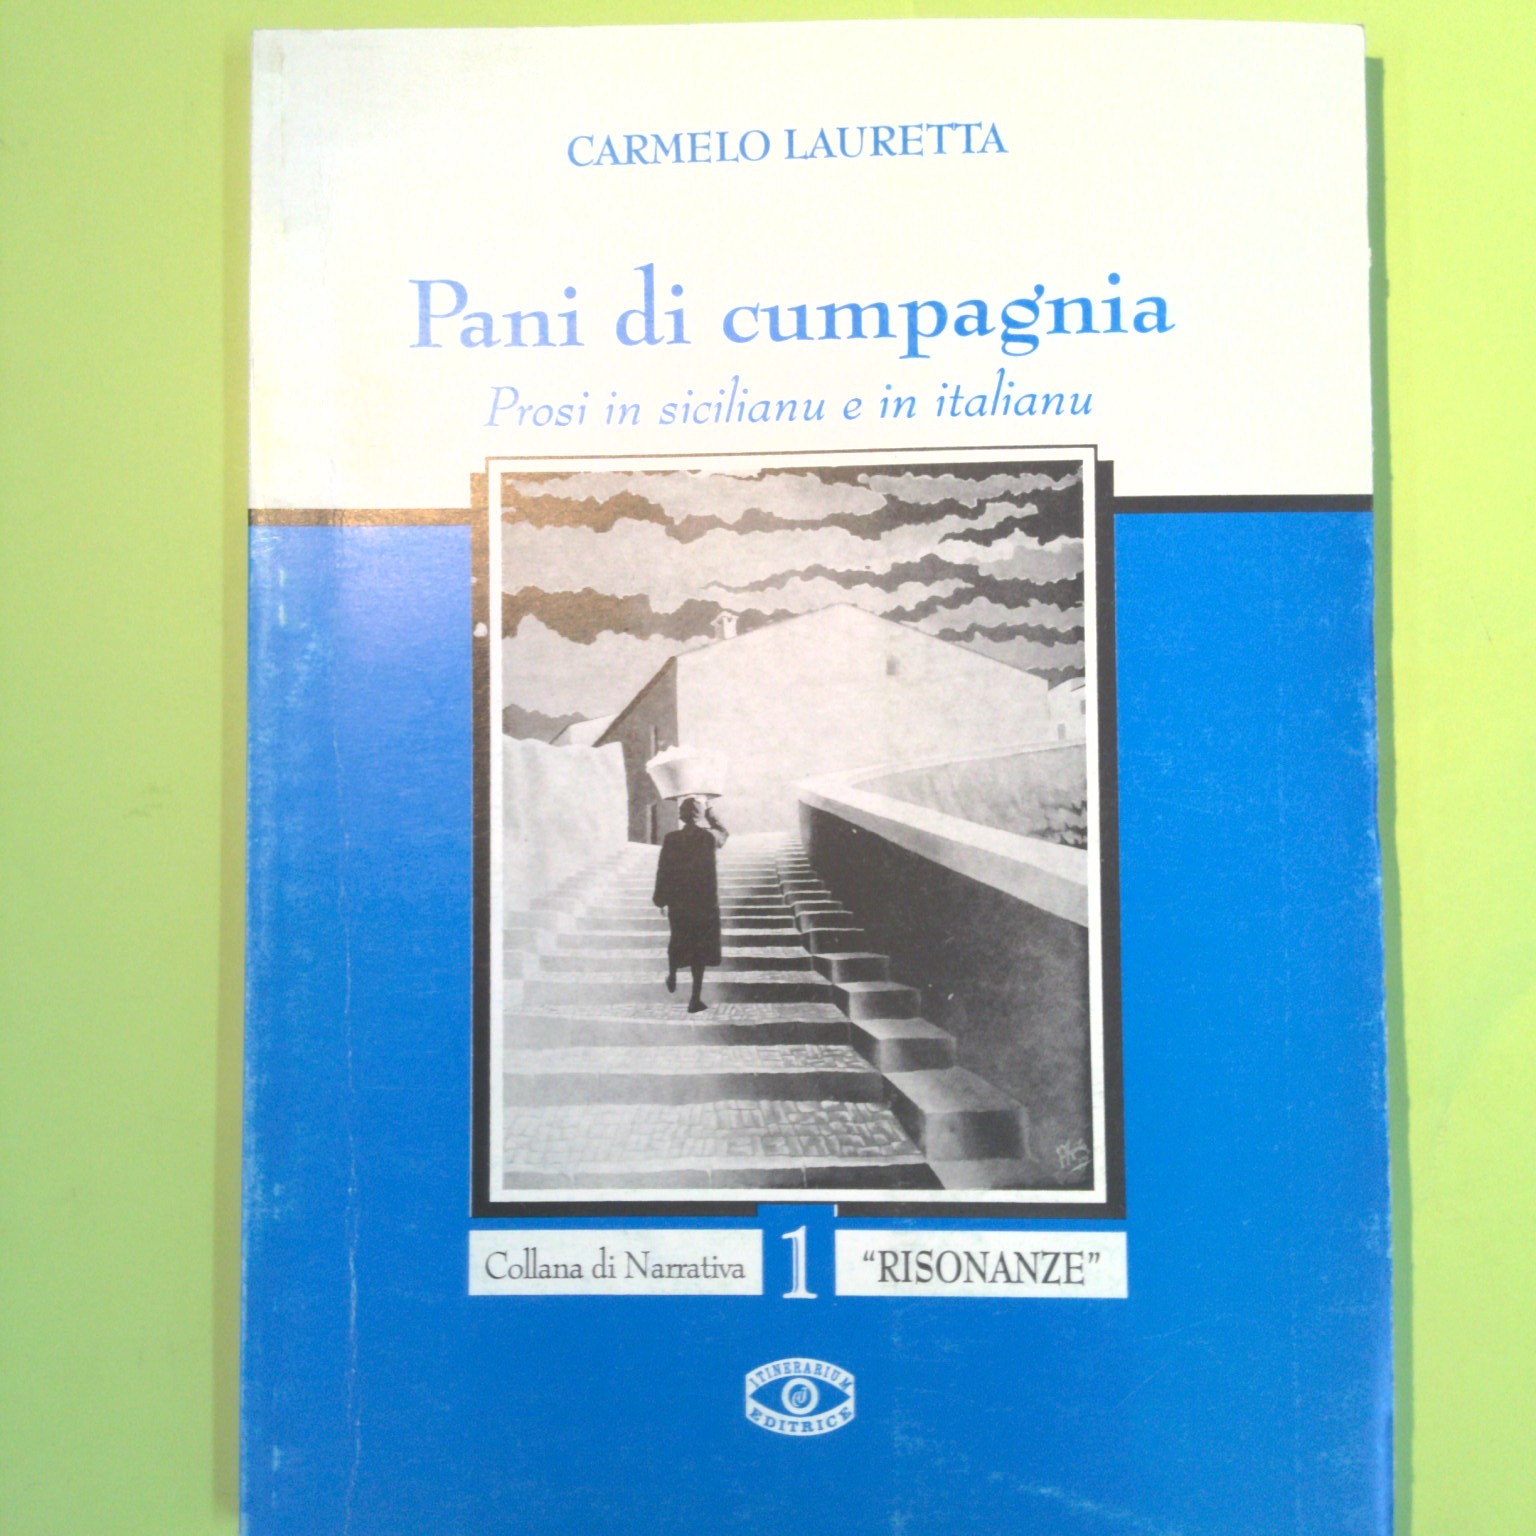 CARMELO LAURETTA
Pani di cumpagnia
Prosi in sicilianu e in italianu
Collana di Narrativa 1 “RISONANZE”
ITINERARIUM
EDITRICE